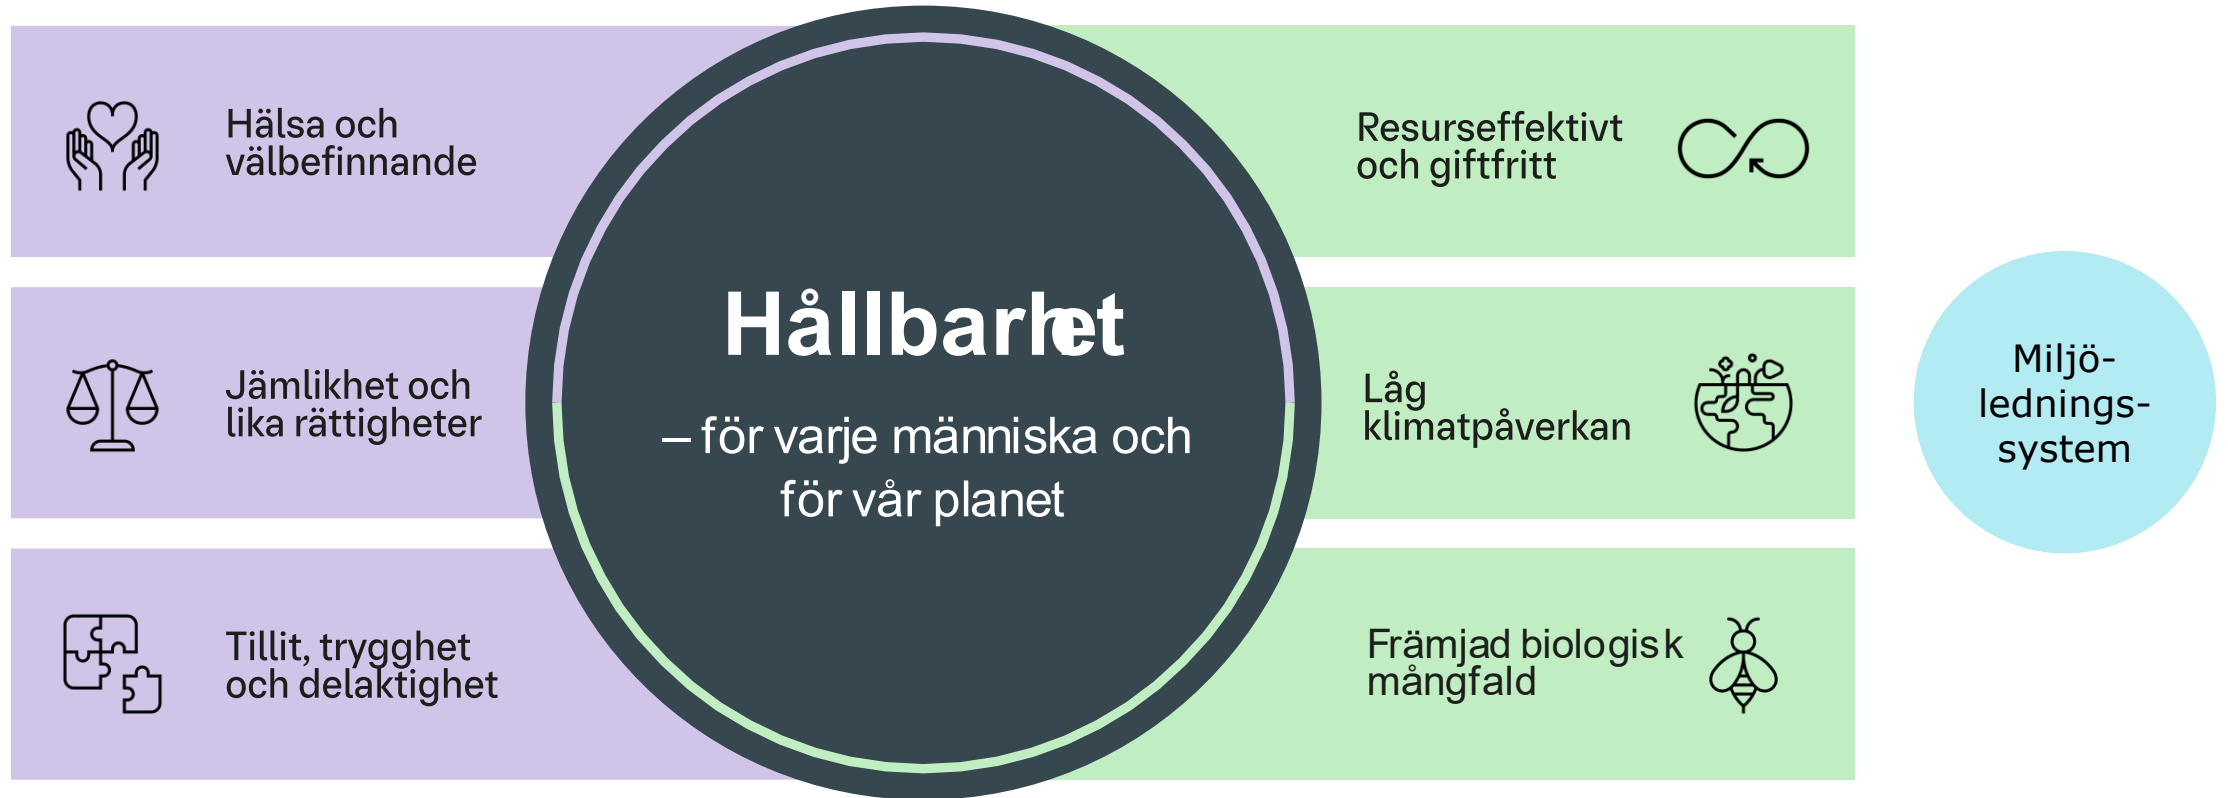 Hälsa och
välbefinnande
Jämlikhet och
lika rättigheter
Tillit, trygghet
och delaktighet
Hållbarhet
– för varje människa och
för vår planet
Resurseffektivt
och giftfritt
Låg
klimatpåverkan
Främjad biologisk
mångfald
Miljö-
lednings-
system